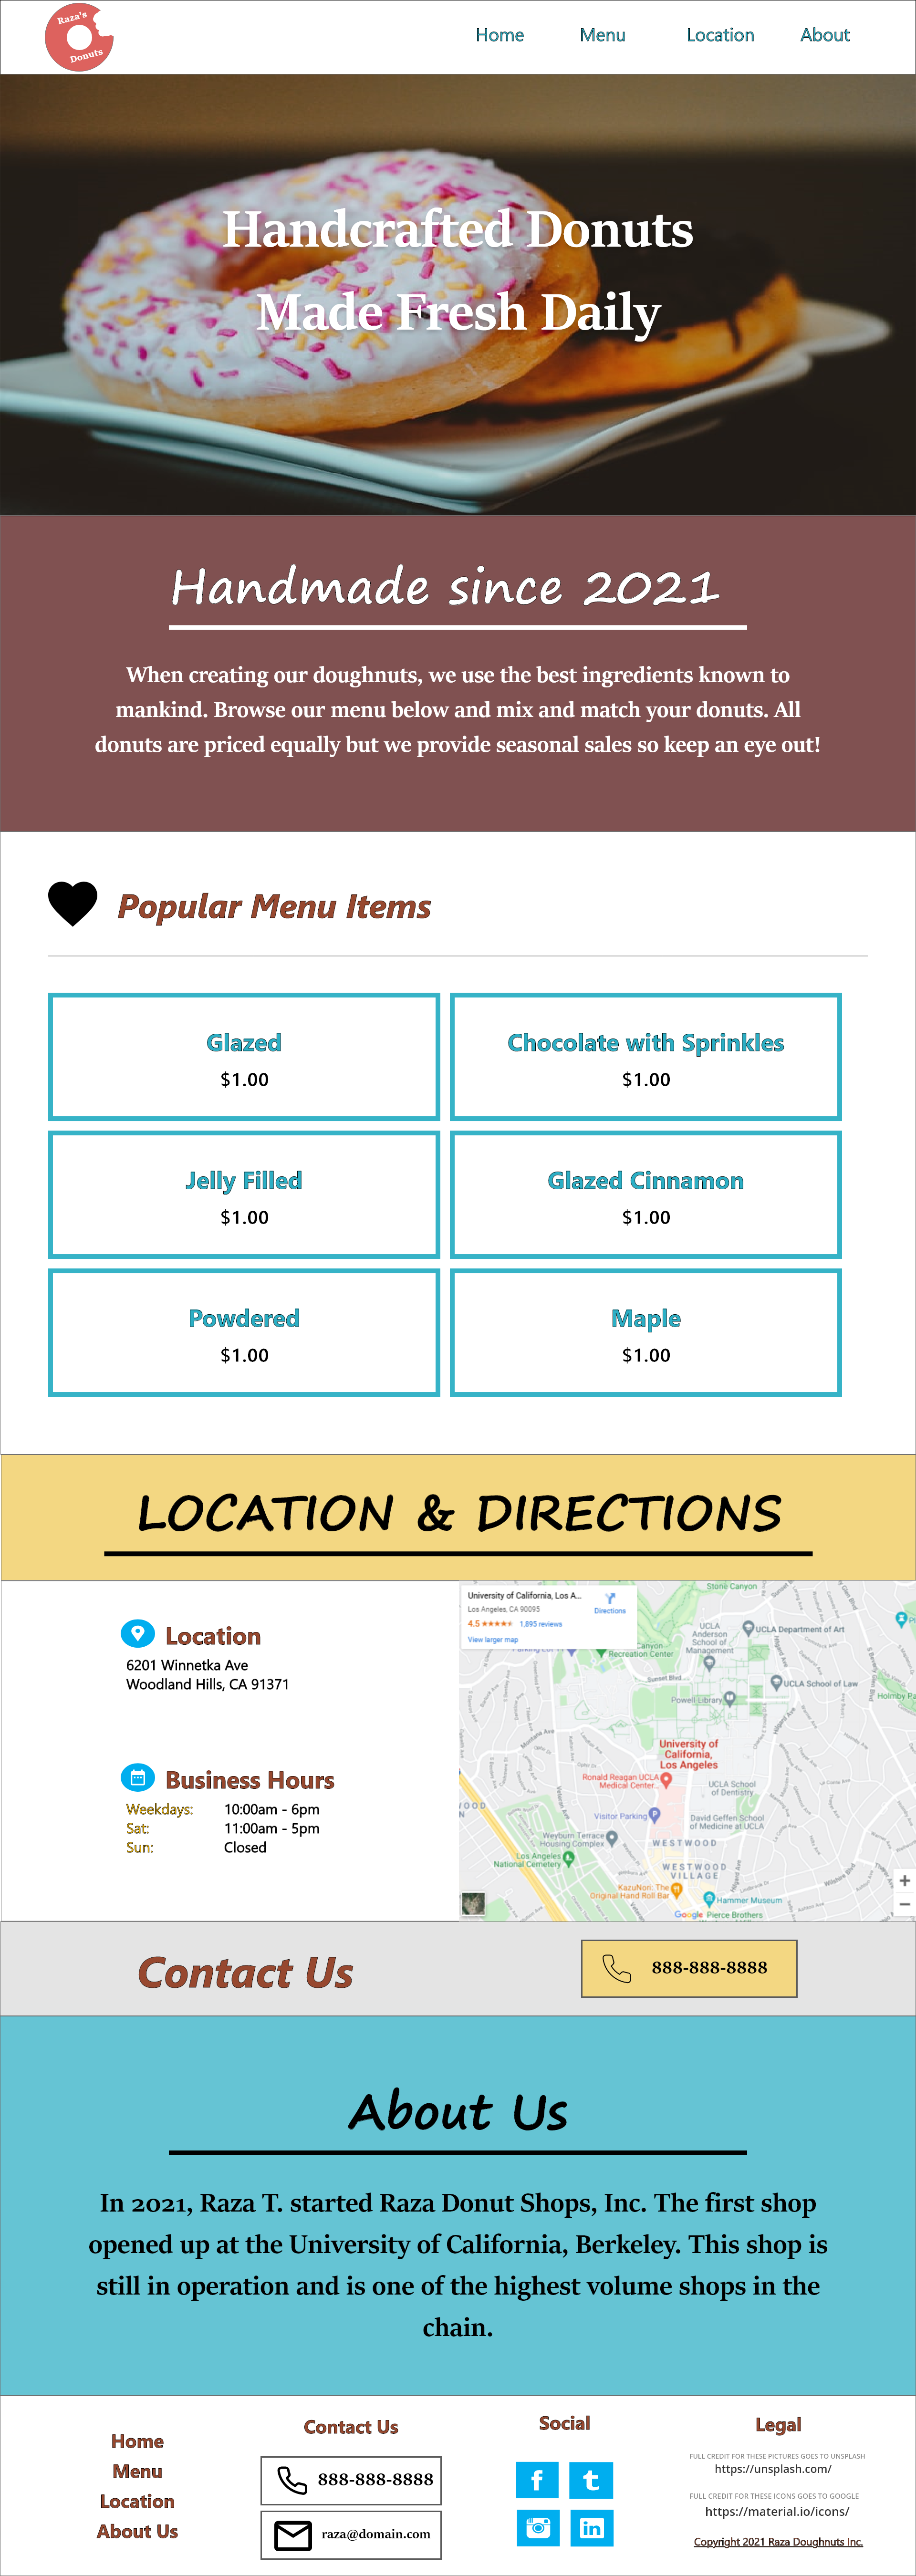 Raza's
Donuts
Home Menu Location About
Handcrafted Donuts
Made Fresh Daily
Handmade since 2021
When creating our doughnuts, we use the best ingredients known to
mankind. Browse our menu below and mix and match your donuts. All
donuts are priced equally but we provide seasonal sales so keep an eye out!
Popular Menu Items
Glazed
$1.00
Chocolate with Sprinkles
$1.00
Jelly Filled
$1.00
Glazed Cinnamon
$1.00
Powdered
$1.00
Maple
$1.00
LOCATION & DIRECTIONS
Location
6201 Winnetka Ave
Woodland Hills, CA 91371
Business Hours
Weekdays: 10:00am - 6pm
Sat: 11:00am - 5pm
Sun: Closed
University of California, Los A...
Los Angeles, CA 90095
4.5 1,895 reviews
View larger map
Directions
Stone Canyon
UCLA
Anderson
School of
Management
UCLA Department of Art
Canyon
Recreation Center
Sunset Blvd
UCLA School of Law
Powell Library
Holmby
Hilgard Ave
Montana Ave
University of
California,
Los Angeles
Ronald Reagan UCLA
Medical Center
UCLA School
of Dentistry
Visitor Parking
David Geffen School
of Medicine at UCLA
Weyburn Terrace
Housing Complex
WESTWOOD
Los Angeles
National Cemetery
WESTWOOD
VILLAGE
KazuNori: The
Original Hand Roll Bar
Hammer Museum
Google
Pierce Brothers
Contact Us
888-888-8888
About Us
In 2021, Raza T. started Raza Donut Shops, Inc. The first shop
opened up at the University of California, Berkeley. This shop is
still in operation and is one of the highest volume shops in the
chain.
Home
Menu
Location
About Us
Contact Us
888-888-8888
raza@domain.com
Social
f
t
in
Legal
FULL CREDIT FOR THESE PICTURES GOES TO UNSPLASH
https://unsplash.com/
FULL CREDIT FOR THESE ICONS GOES TO GOOGLE
https://material.io/icons/
Copyright 2021 Raza Doughnuts Inc.